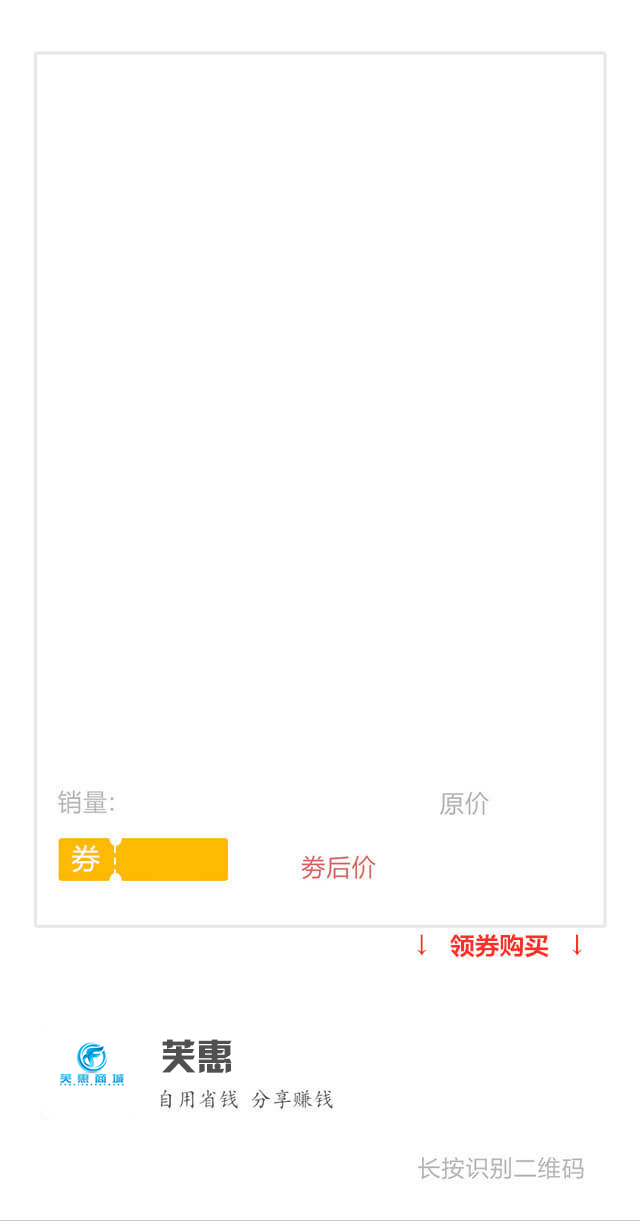 销量:
原价
券
劵后价
↓ 领券购买 ↓
芙惠
芙惠商城
自用省钱 分享赚钱
长按识别二维码